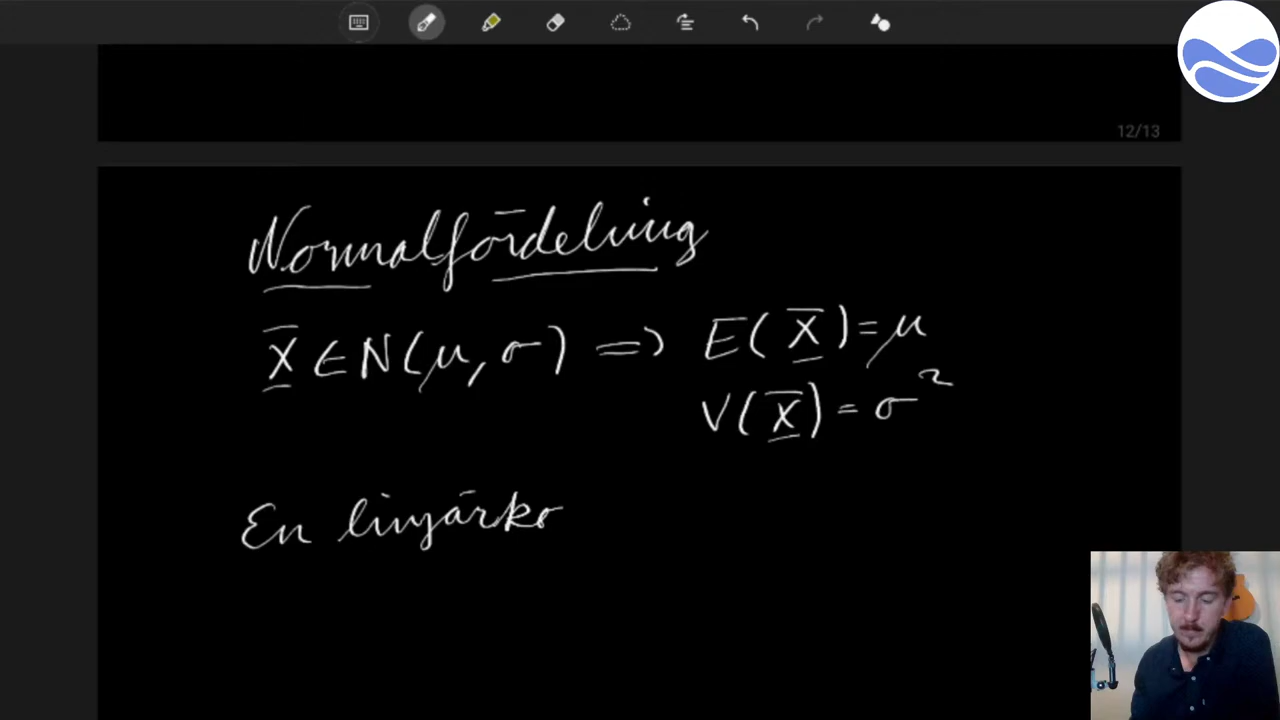 12/13
Normalfördelning
X ∈ N(μ, σ) ⇒ E(X) = μ
V(X) = σ²
En linjärko